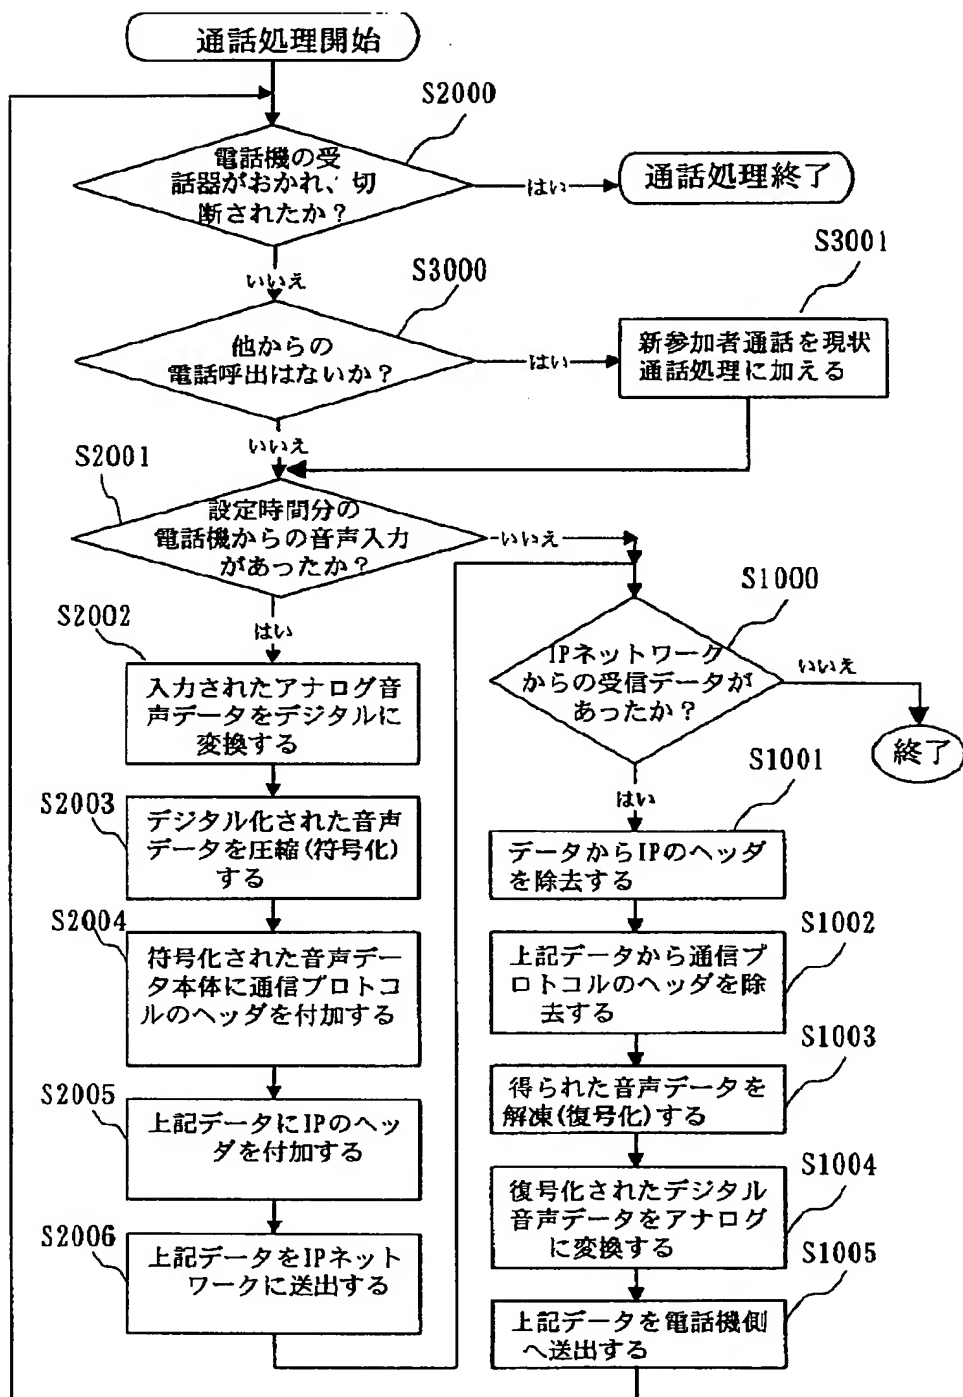 通話処理開始
S2000
電話機の受
話器がおかれ、切
断されたか？
はい
通話処理終了
いいえ
S3000
他からの
電話呼出はないか？
はい
S3001
新参加者通話を現状
通話処理に加える
いいえ
S2001
設定時間分の
電話機からの音声入力
があったか？
いいえ
はい
S2002
入力されたアナログ音
声データをデジタルに
変換する
S2003
デジタル化された音声
データを圧縮(符号化)
する
S2004
符号化された音声デー
タ本体に通信プロトコ
ルのヘッダを付加する
S2005
上記データにIPのヘッ
ダを付加する
S2006
上記データをIPネット
ワークに送出する
S1000
IPネットワーク
からの受信データが
あったか？
いいえ
終了
はい
S1001
データからIPのヘッダ
を除去する
S1002
上記データから通信プ
ロトコルのヘッダを除
去する
S1003
得られた音声データを
解凍(復号化)する
S1004
復号化されたデジタル
音声データをアナログ
に変換する
S1005
上記データを電話機側
へ送出する